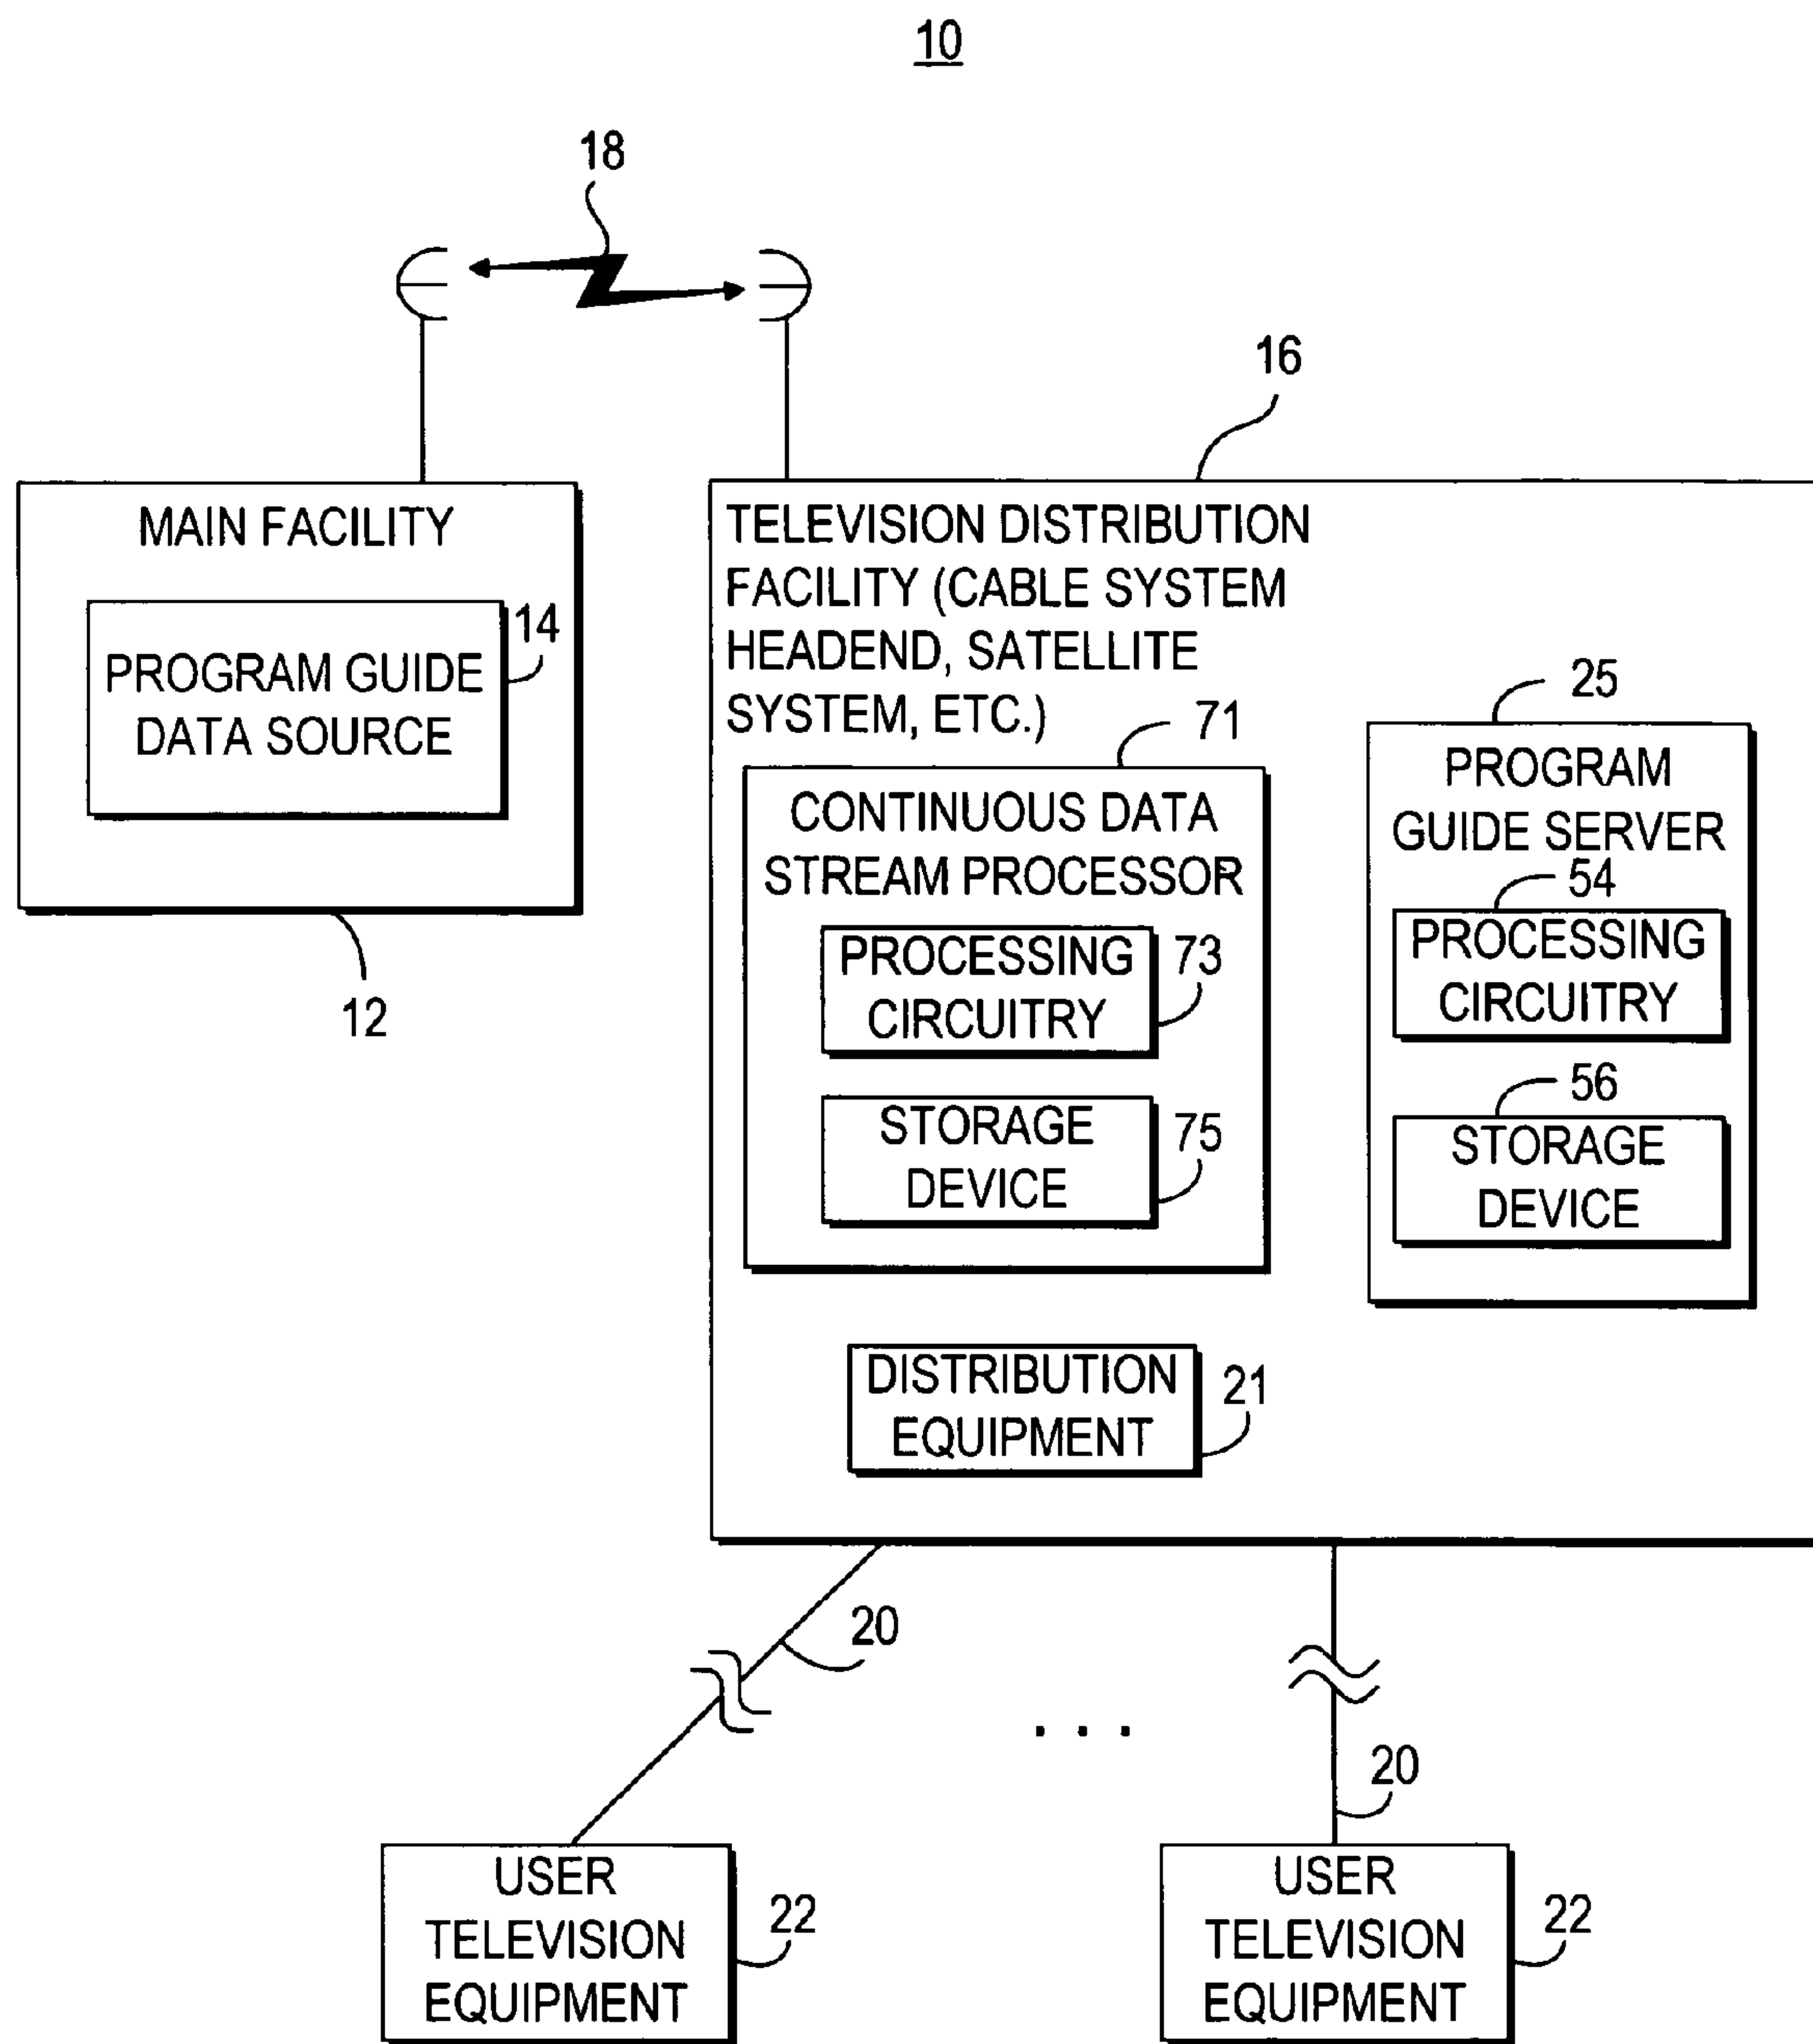 10
18
16
MAIN FACILITY
14
PROGRAM GUIDE
DATA SOURCE
12
TELEVISION DISTRIBUTION
FACILITY (CABLE SYSTEM
HEADEND, SATELLITE
SYSTEM, ETC.)
71
CONTINUOUS DATA
STREAM PROCESSOR
PROCESSING
CIRCUITRY
73
STORAGE
DEVICE
75
25
PROGRAM
GUIDE SERVER
54
PROCESSING
CIRCUITRY
56
STORAGE
DEVICE
DISTRIBUTION
EQUIPMENT
21
20
. . .
20
USER
TELEVISION
EQUIPMENT
22
USER
TELEVISION
EQUIPMENT
22